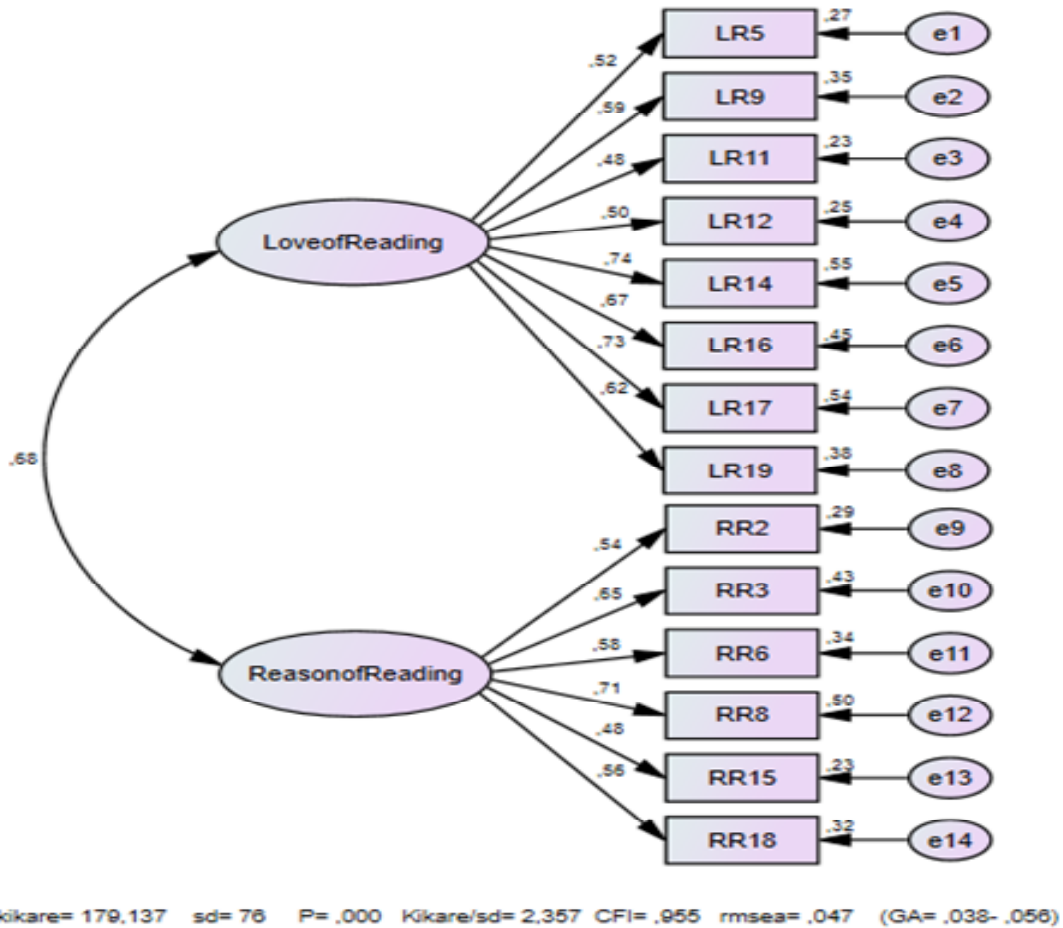 ,27
LR5
e1
,52
,35
LR9
e2
,59
,23
LR11
e3
,48
,25
LR12
e4
,50
LoveofReading
,55
LR14
e5
,74
,45
LR16
e6
,67
,54
LR17
e7
,73
,38
LR19
e8
,62
,68
,29
RR2
e9
,54
,43
RR3
e10
,65
,34
RR6
e11
,58
ReasonofReading
,50
RR8
e12
,71
,23
RR15
e13
,48
,32
RR18
e14
,56
kikare= 179,137 sd= 76 P= ,000 Kikare/sd= 2,357 CFI= ,955 rmsea= ,047 (GA= ,038- ,056)